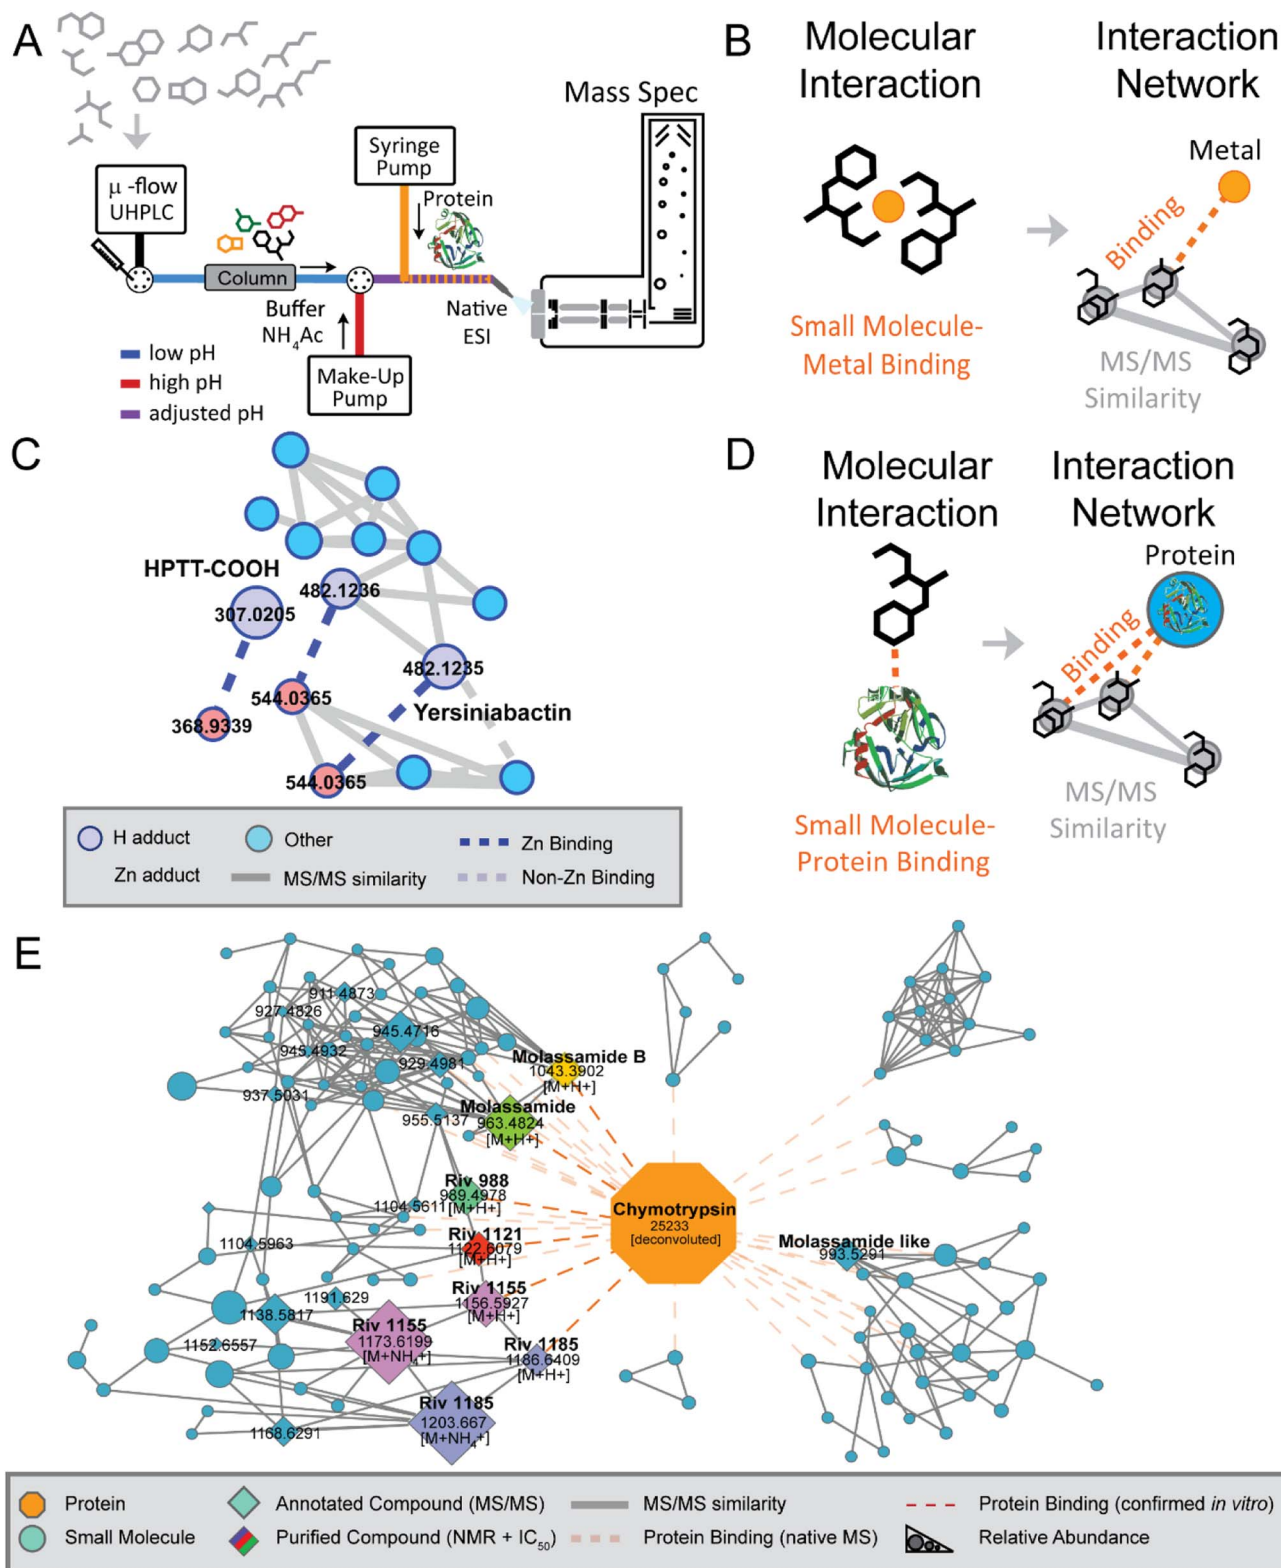 A
μ -flow
UHPLC
Column
Buffer
NH4Ac
Syringe
Pump
Protein
Make-Up
Pump
Native
ESI
Mass Spec
low pH
high pH
adjusted pH
B
Molecular
Interaction
Interaction
Network
Metal
Binding
Small Molecule-
Metal Binding
MS/MS
Similarity
C
HPTT-COOH
307.0205
482.1236
482.1235
544.0365
368.9339
Yersiniabactin
544.0365
H adduct
Other
Zn Binding
Zn adduct
MS/MS similarity
Non-Zn Binding
D
Molecular
Interaction
Interaction
Network
Protein
Binding
Small Molecule-
Protein Binding
MS/MS
Similarity
E
911.4873
927.4826
945.4716
945.4932
929.4981
937.5031
955.5137
Molassamide B
1043.3902
[M+H+]
Molassamide
963.4824
[M+H+]
Riv 988
989.4978
[M+H+]
1104.5611
Riv 1121
1122.6079
[M+H+]
1104.5963
Riv 1155
1156.5927
[M+H+]
1191.629
1138.5817
Riv 1155
1173.6199
[M+NH4+]
1152.6557
Riv 1185
1186.6409
[M+H+]
Riv 1185
1203.667
[M+NH4+]
1168.6291
Chymotrypsin
25233
[deconvoluted]
Molassamide like
993.5291
Protein
Annotated Compound (MS/MS)
MS/MS similarity
Protein Binding (confirmed in vitro)
Small Molecule
Purified Compound (NMR + IC50)
Protein Binding (native MS)
Relative Abundance